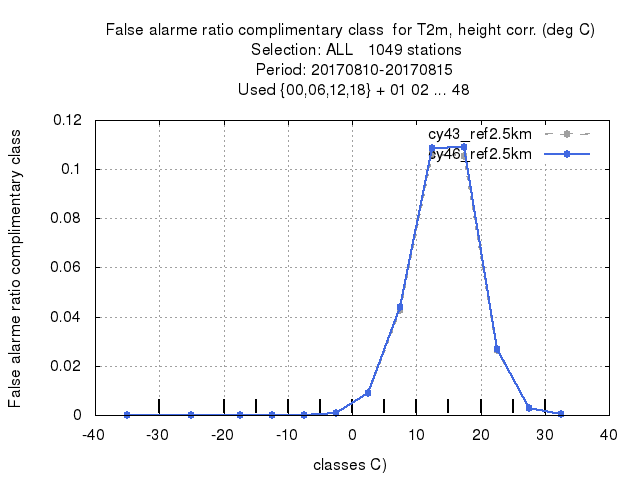 False alarme ratio complimentary class  for T2m, height corr. (deg C)
Selection: ALL   1049 stations
Period: 20170810-20170815
Used {00,06,12,18} + 01 02 ... 48
False alarme ratio complimentary class
0.12
0.1
0.08
0.06
0.04
0.02
0
cy43_ref2.5km
cy46_ref2.5km
-40 -30 -20 -10 0 10 20 30 40
classes C)